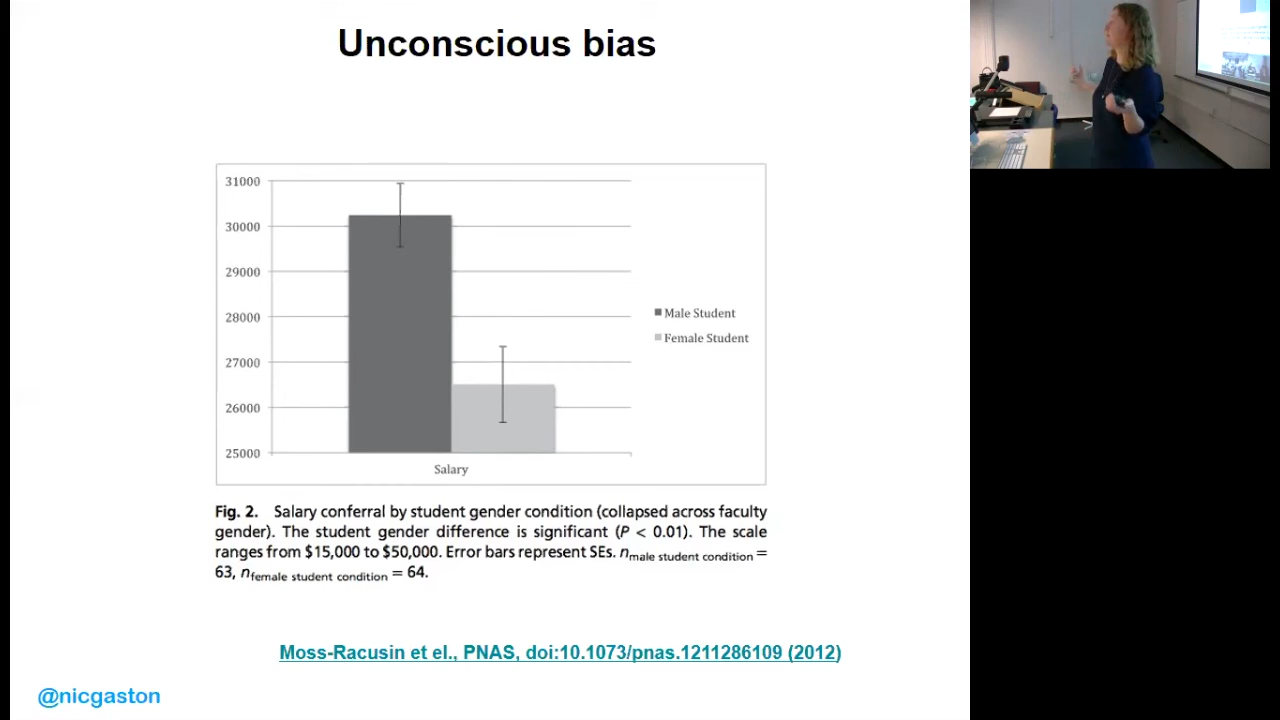 Unconscious bias
31000
30000
29000
28000
27000
26000
25000
Salary
Male Student
Female Student
Fig. 2. Salary conferral by student gender condition (collapsed across faculty
gender). The student gender difference is significant (P < 0.01). The scale
ranges from $15,000 to $50,000. Error bars represent SEs. nmale student condition =
63, nfemale student condition = 64.
Moss-Racusin et el., PNAS, doi:10.1073/pnas.1211286109 (2012)
@nicgaston